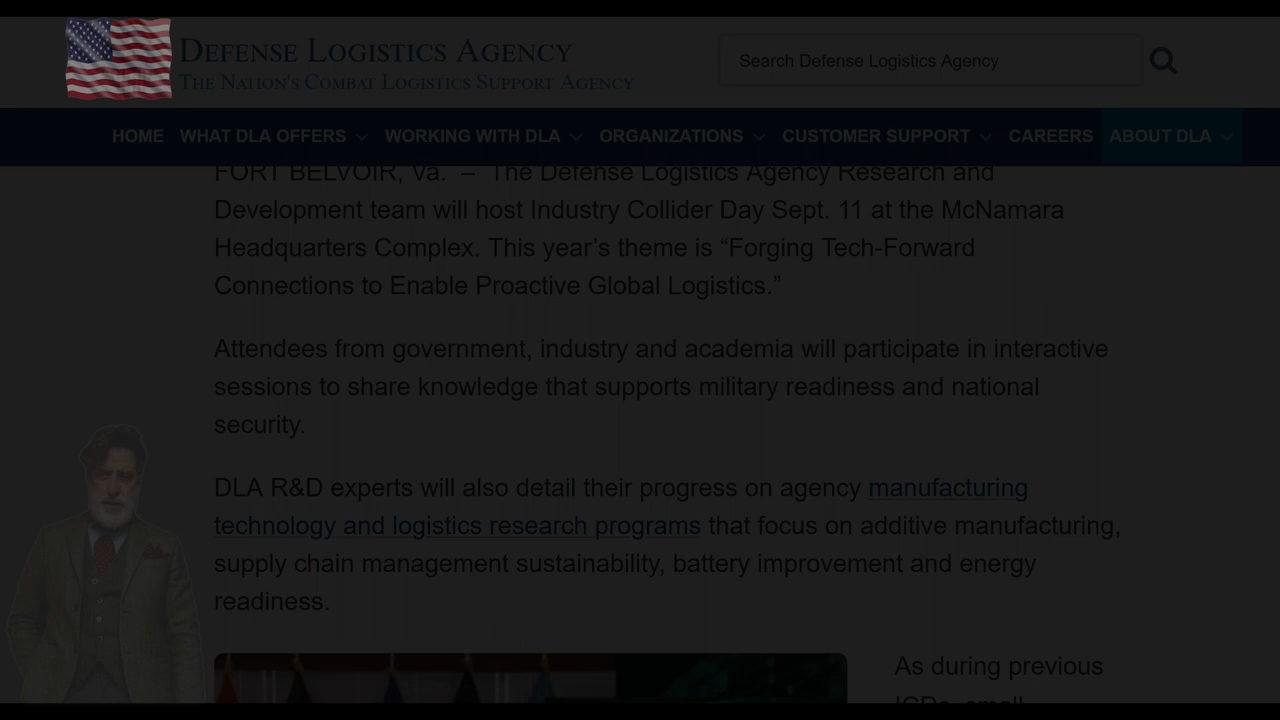 DEFENSE LOGISTICS AGENCY
THE NATION'S COMBAT LOGISTICS SUPPORT AGENCY
Search Defense Logistics Agency
HOME WHAT DLA OFFERS WORKING WITH DLA ORGANIZATIONS CUSTOMER SUPPORT CAREERS ABOUT DLA
FORT BELVOIR, Va. – The Defense Logistics Agency Research and
Development team will host Industry Collider Day Sept. 11 at the McNamara
Headquarters Complex. This year’s theme is “Forging Tech-Forward
Connections to Enable Proactive Global Logistics.”
Attendees from government, industry and academia will participate in interactive
sessions to share knowledge that supports military readiness and national
security.
DLA R&D experts will also detail their progress on agency manufacturing
technology and logistics research programs that focus on additive manufacturing,
supply chain management sustainability, battery improvement and energy
readiness.
As during previous
ICDs, small